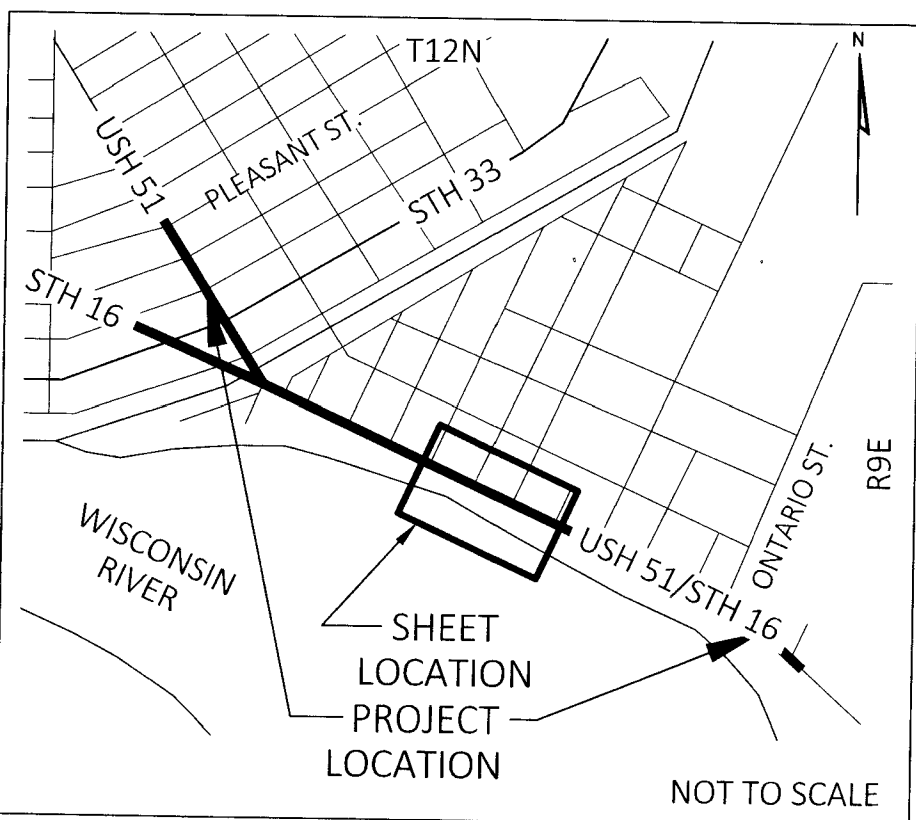 T12N
N
USH 51
PLEASANT ST.
STH 33
STH 16
ONTARIO ST.
R9E
WISCONSIN
RIVER
USH 51/STH 16
SHEET
LOCATION
PROJECT
LOCATION
NOT TO SCALE